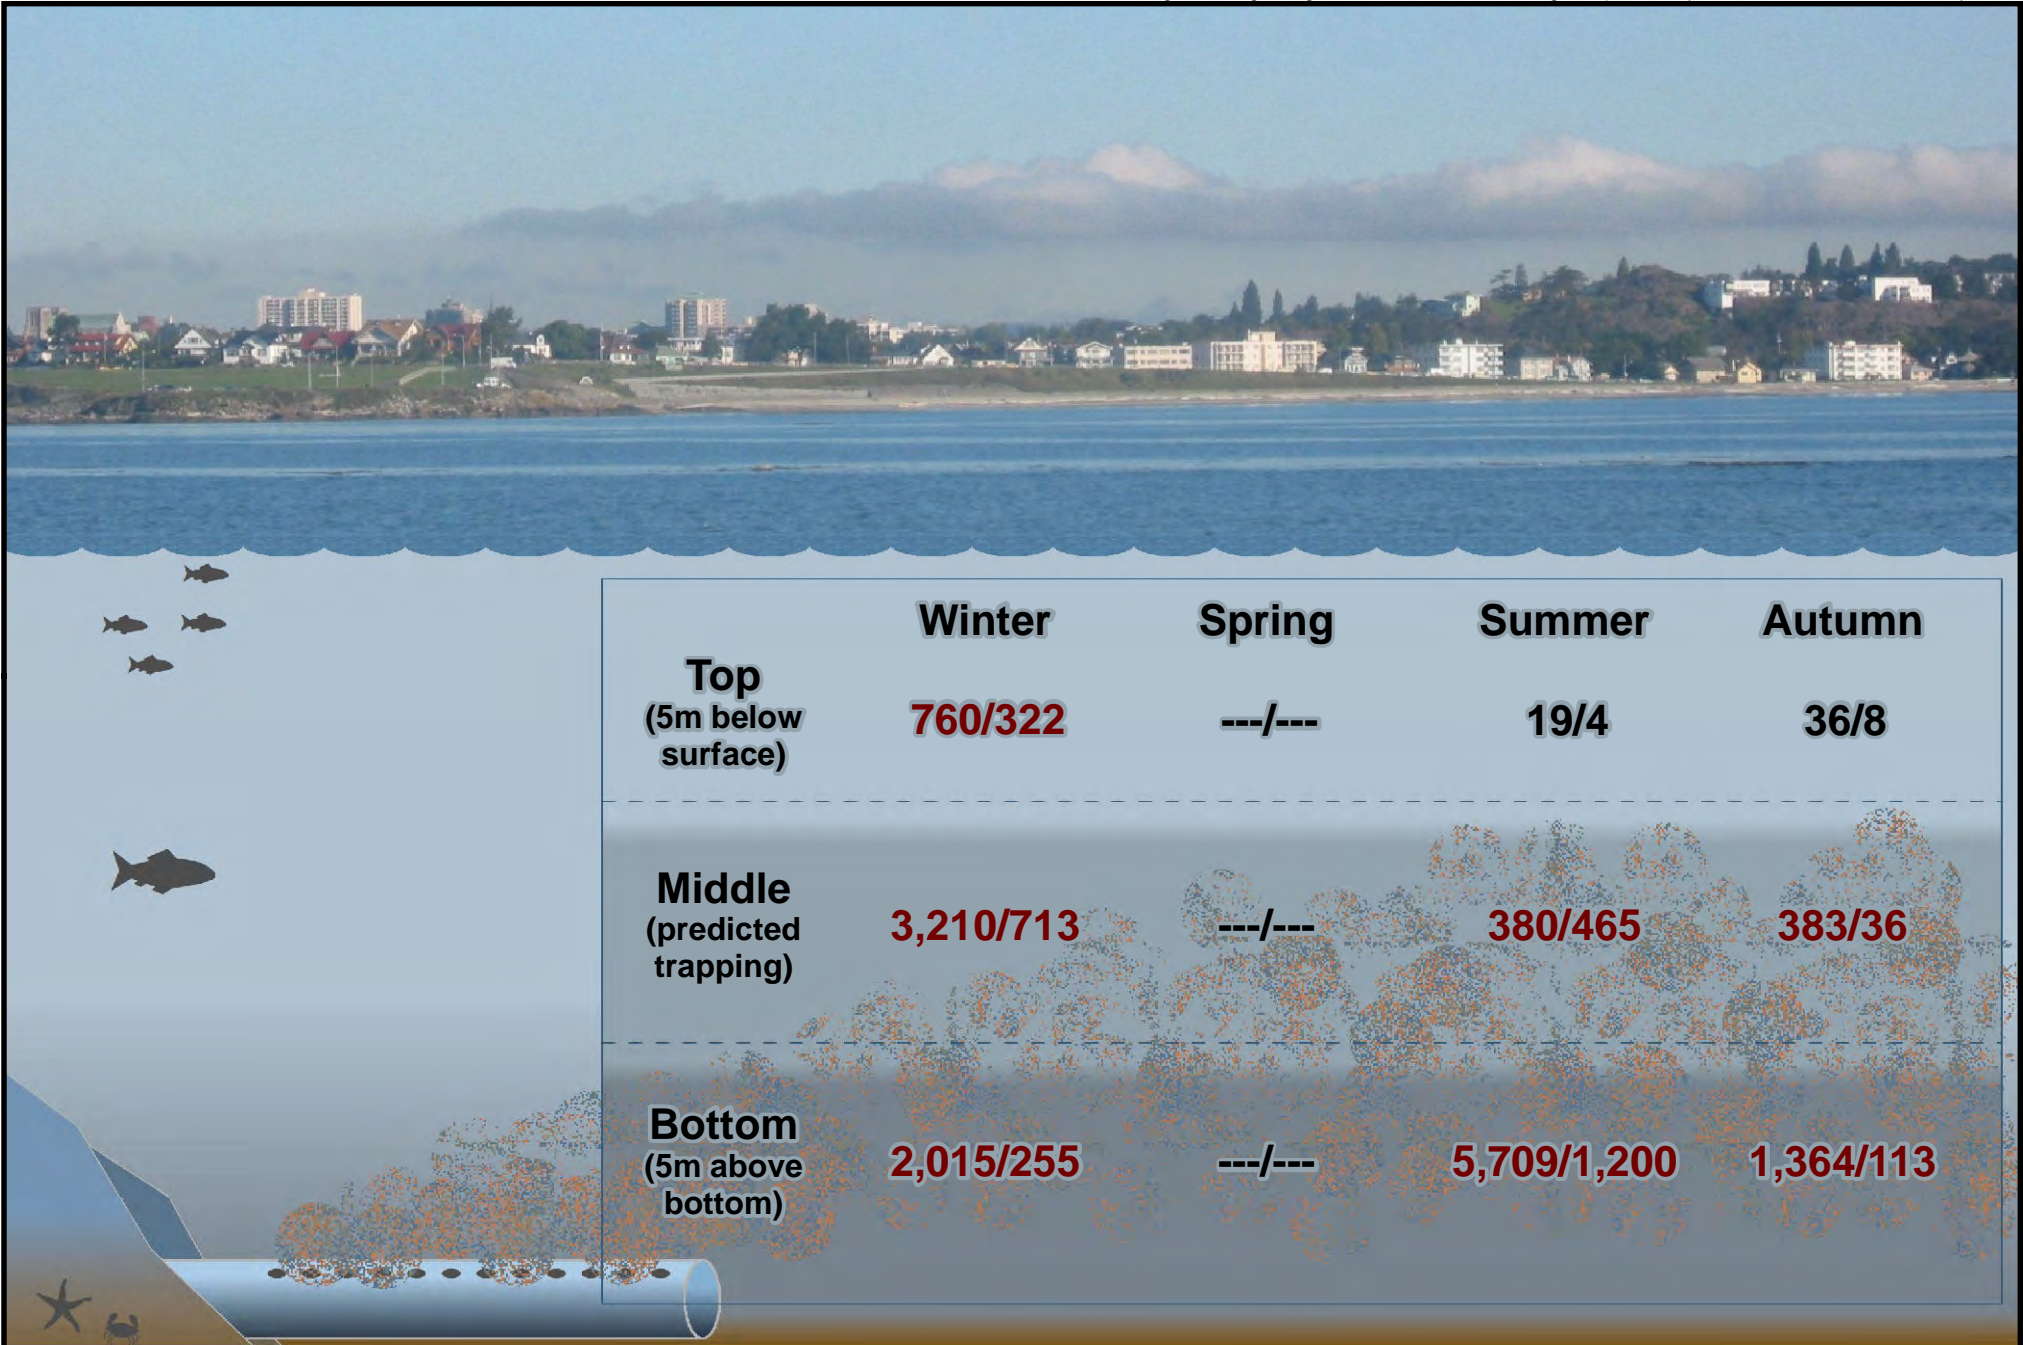 Winter Spring Summer Autumn
Top
(5m below
surface)
760/322 ---/--- 19/4 36/8
Middle
(predicted
trapping)
3,210/713 ---/--- 380/465 383/36
Bottom
(5m above
bottom)
2,015/255 ---/--- 5,709/1,200 1,364/113